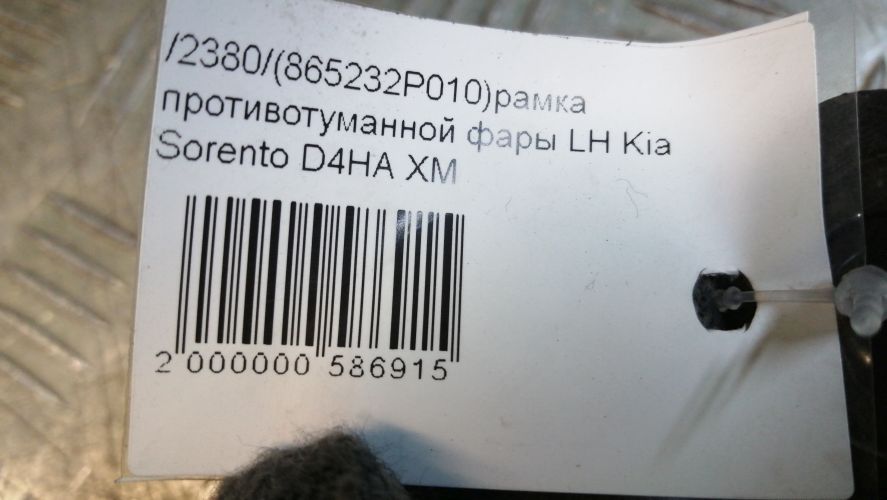 /2380/(865232P010)рамка
противотуманной фары LH Kia
Sorento D4HA XM
2 000000 586915